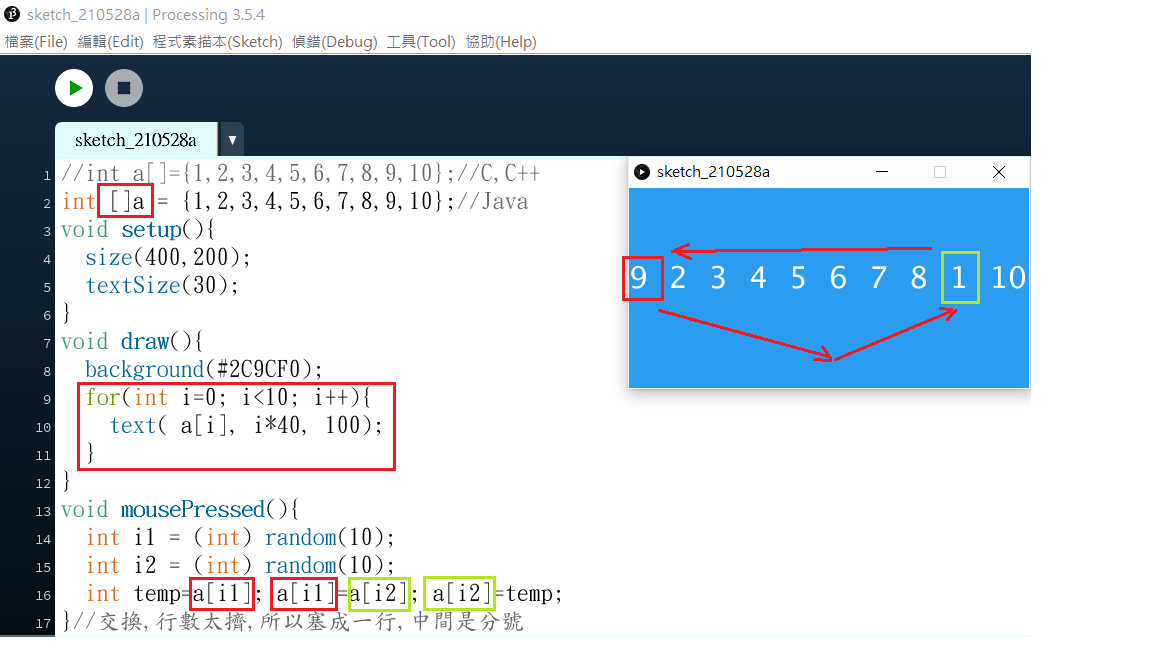 sketch_210528a | Processing 3.5.4
檔案(File) 編輯(Edit) 程式素描本(Sketch) 偵錯(Debug) 工具(Tool) 協助(Help)
sketch_210528a ▼
1 //int a[]={1,2,3,4,5,6,7,8,9,10};//C,C++
2 int []a = {1,2,3,4,5,6,7,8,9,10};//Java
3 void setup(){
4   size(400,200);
5   textSize(30);
6 }
7 void draw(){
8   background(#2C9CF0);
9   for(int i=0; i<10; i++){
10     text( a[i], i*40, 100);
11   }
12 }
13 void mousePressed(){
14   int i1 = (int) random(10);
15   int i2 = (int) random(10);
16   int temp=a[i1]; a[i1]=a[i2]; a[i2]=temp;
17 }//交換,行數太擠,所以塞成一行,中間是分號
sketch_210528a
9 2 3 4 5 6 7 8 1 10